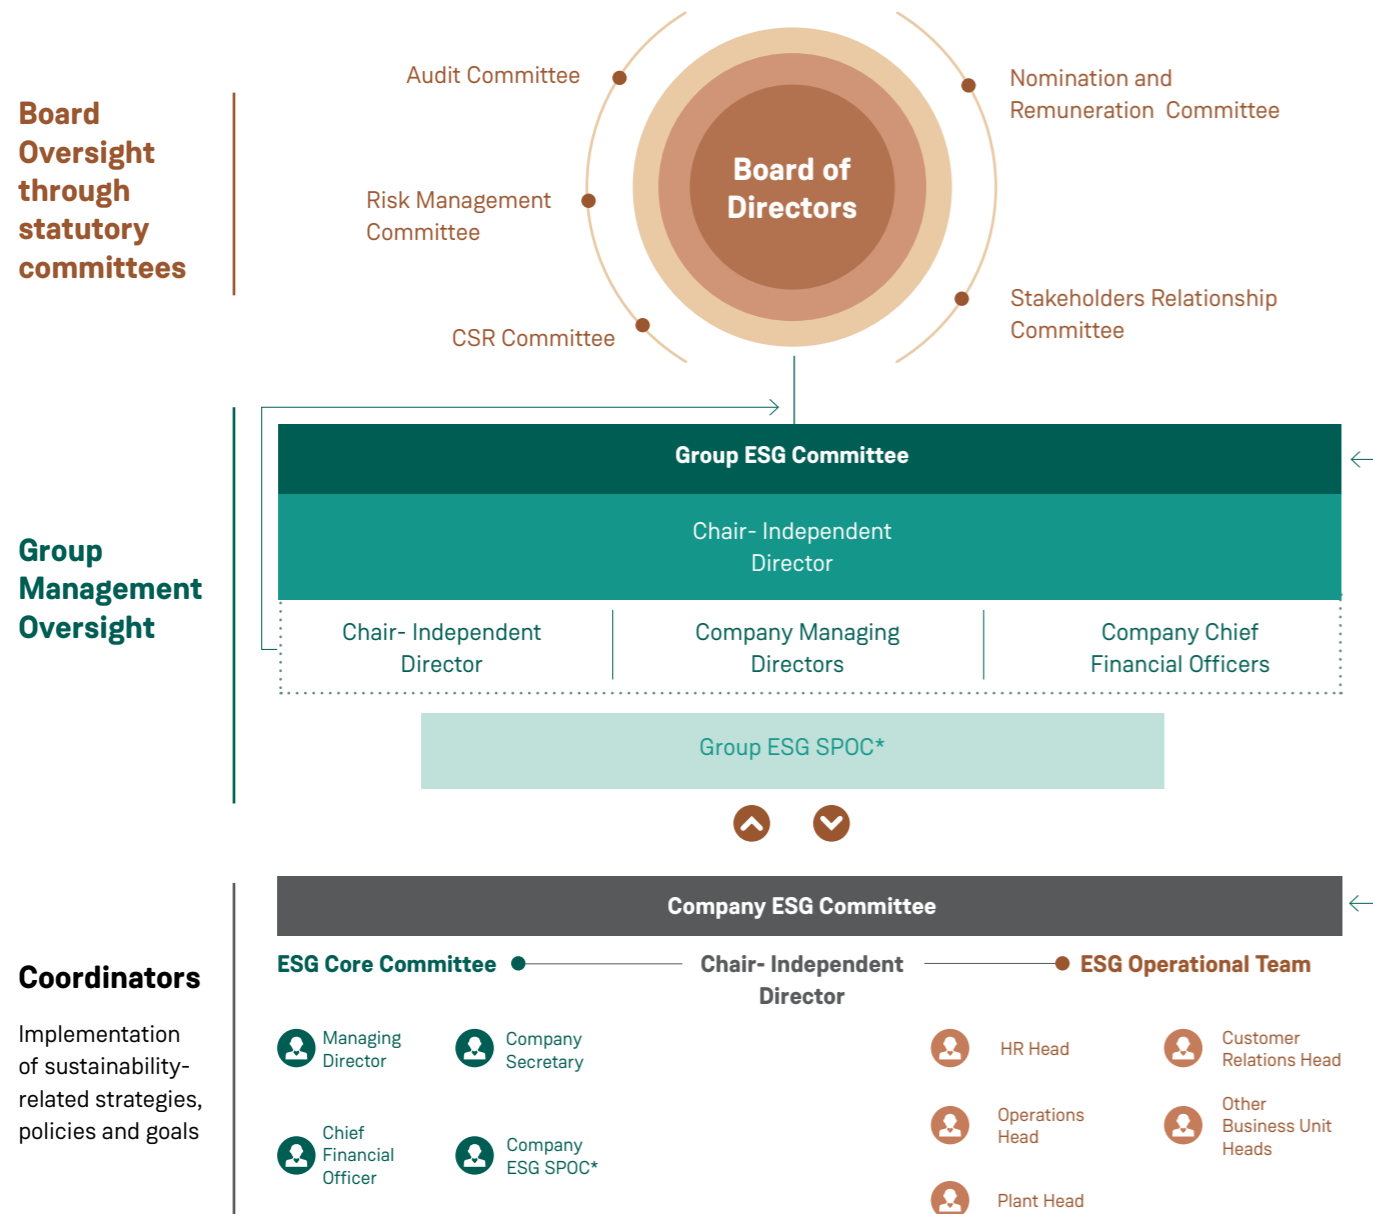 Board
Oversight
through
statutory
committees
Audit Committee
Risk Management
Committee
CSR Committee
Board of
Directors
Nomination and
Remuneration Committee
Stakeholders Relationship
Committee
Group
Management
Oversight
Group ESG Committee
Chair- Independent
Director
Chair- Independent
Director
Company Managing
Directors
Company Chief
Financial Officers
Group ESG SPOC*
Coordinators
Implementation
of sustainability-
related strategies,
policies and goals
Company ESG Committee
ESG Core Committee
Chair- Independent
Director
ESG Operational Team
Managing
Director
Company
Secretary
Chief
Financial
Officer
Company
ESG SPOC*
HR Head
Customer
Relations Head
Operations
Head
Other
Business Unit
Heads
Plant Head